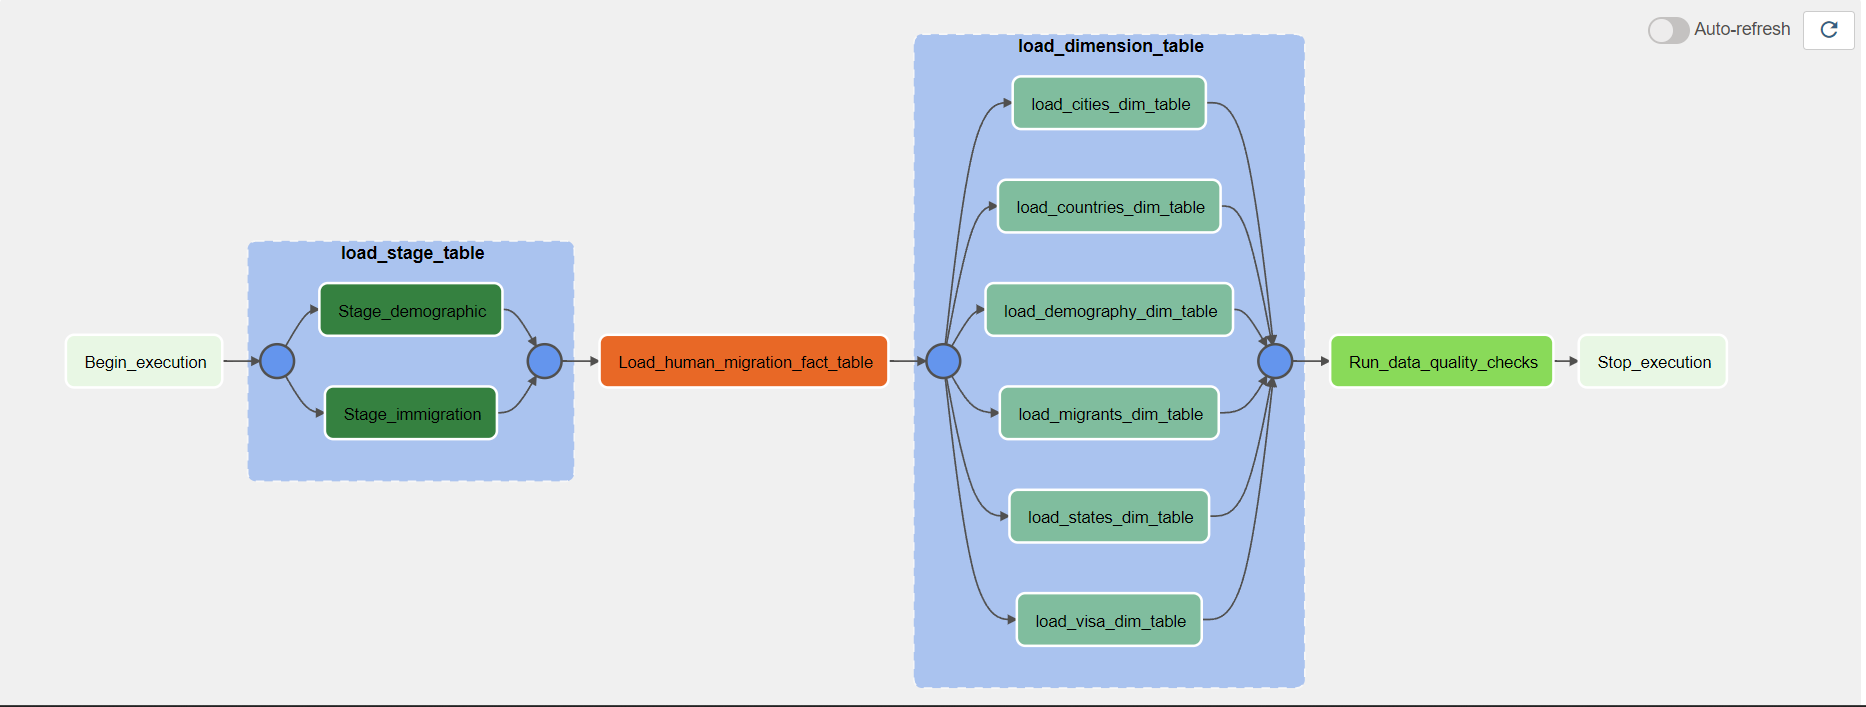 Auto-refresh
load_dimension_table
load_cities_dim_table
load_countries_dim_table
load_stage_table
Stage_demographic
load_demography_dim_table
Begin_execution
Load_human_migration_fact_table
Run_data_quality_checks
Stop_execution
Stage_immigration
load_migrants_dim_table
load_states_dim_table
load_visa_dim_table